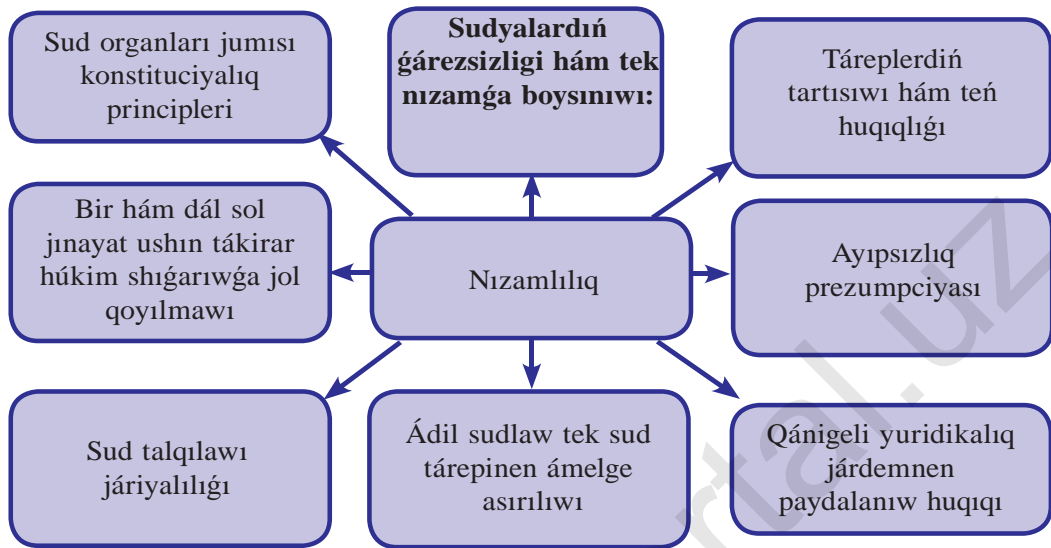 Sud organları jumısı
konstituciyalıq
principleri
Sudyalardıń
ǵárezsizligi hám tek
nızamǵa boysınıwı:
Táreplerdiń
tartısıwı hám teń
huqıqlıǵı
Bir hám dál sol
jınayat ushın tákirar
húkim shıǵarıwǵa jol
qoyılmawı
Nızamlılıq
Ayıpsızlıq
prezumpciyası
Sud talqılawı
járiyalılıǵı
Ádil sudlaw tek sud
tárepinen ámelge
asırılıwı
Qánigeli yuridikalıq
járdemnen
paydalanıw huqıqı
rtal.uz